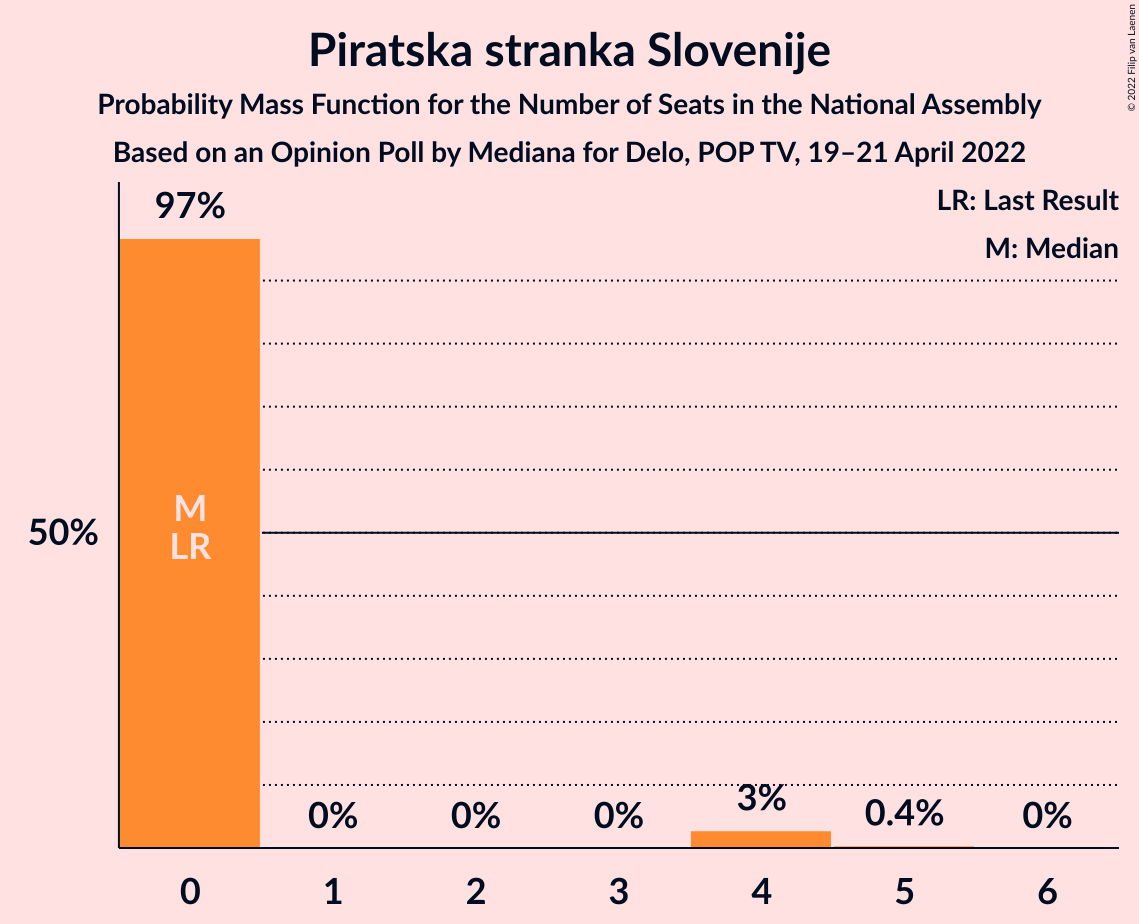 Piratska stranka Slovenije
Probability Mass Function for the Number of Seats in the National Assembly
Based on an Opinion Poll by Mediana for Delo, POP TV, 19–21 April 2022
© 2022 Filip van Laenen
LR: Last Result
M: Median
97%
M
LR
50%
0%
0%
0%
3%
0.4%
0%
0 1 2 3 4 5 6